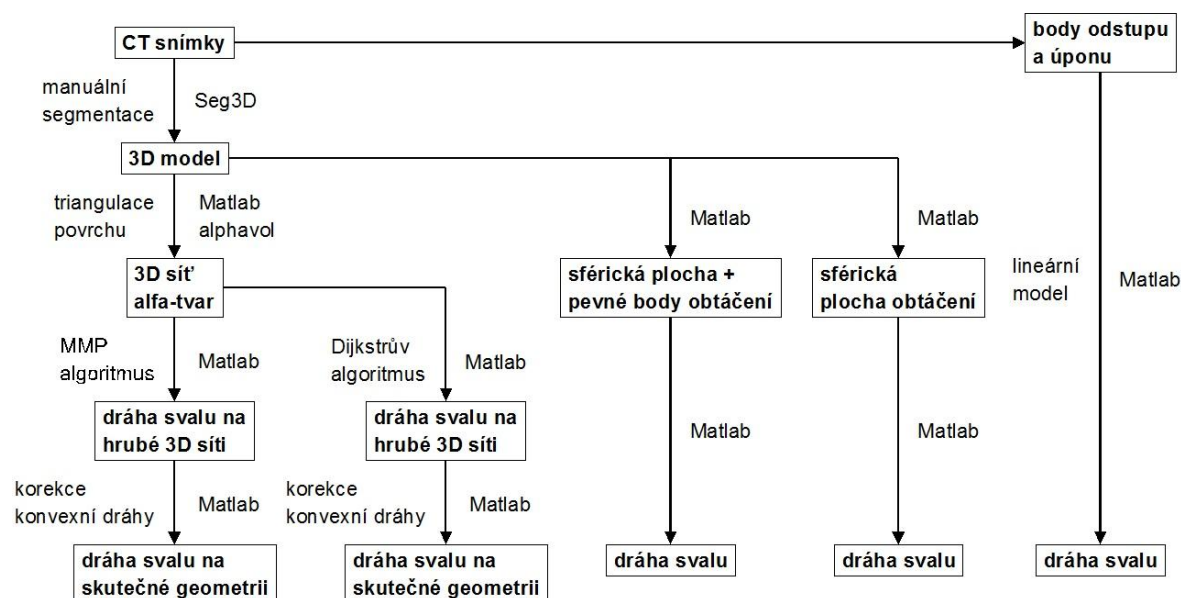 CT snímky
body odstupu
a úponu
manuální
segmentace
Seg3D
3D model
triangulace
povrchu
Matlab
alphavol
Matlab
Matlab
3D síť
alfa-tvar
sférická plocha +
pevné body obtáčení
sférická
plocha obtáčení
lineární
model
Matlab
MMP
algoritmus
Matlab
Dijkstrův
algoritmus
Matlab
dráha svalu na
hrubé 3D síti
dráha svalu na
hrubé 3D síti
Matlab
Matlab
korekce
konvexní dráhy
Matlab
korekce
konvexní dráhy
Matlab
dráha svalu na
skutečné geometrii
dráha svalu na
skutečné geometrii
dráha svalu
dráha svalu
dráha svalu